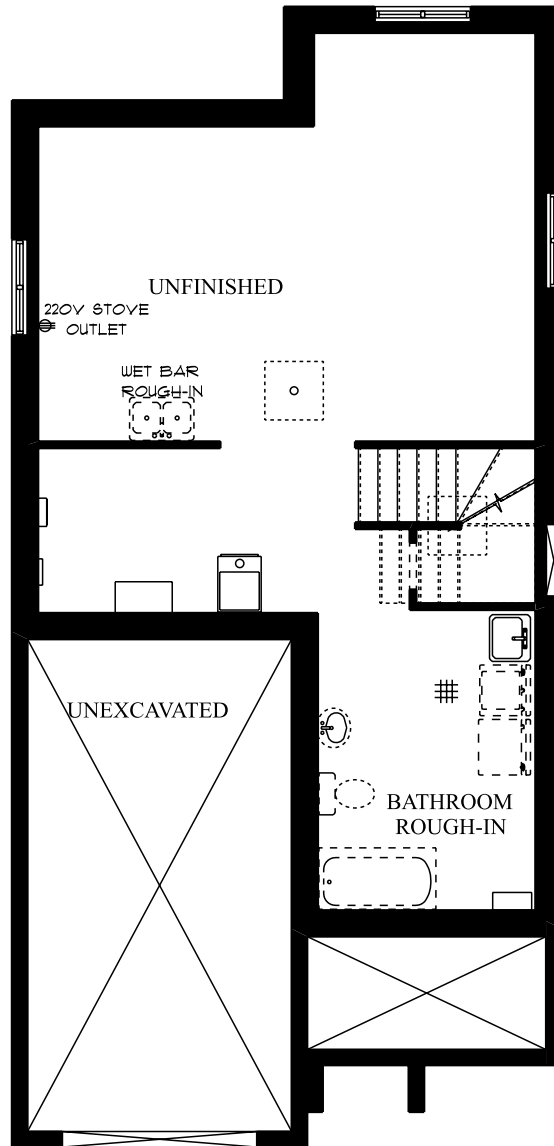 UNFINISHED
220V STOVE
OUTLET
WET BAR
ROUGH-IN
UNEXCAVATED
BATHROOM
ROUGH-IN